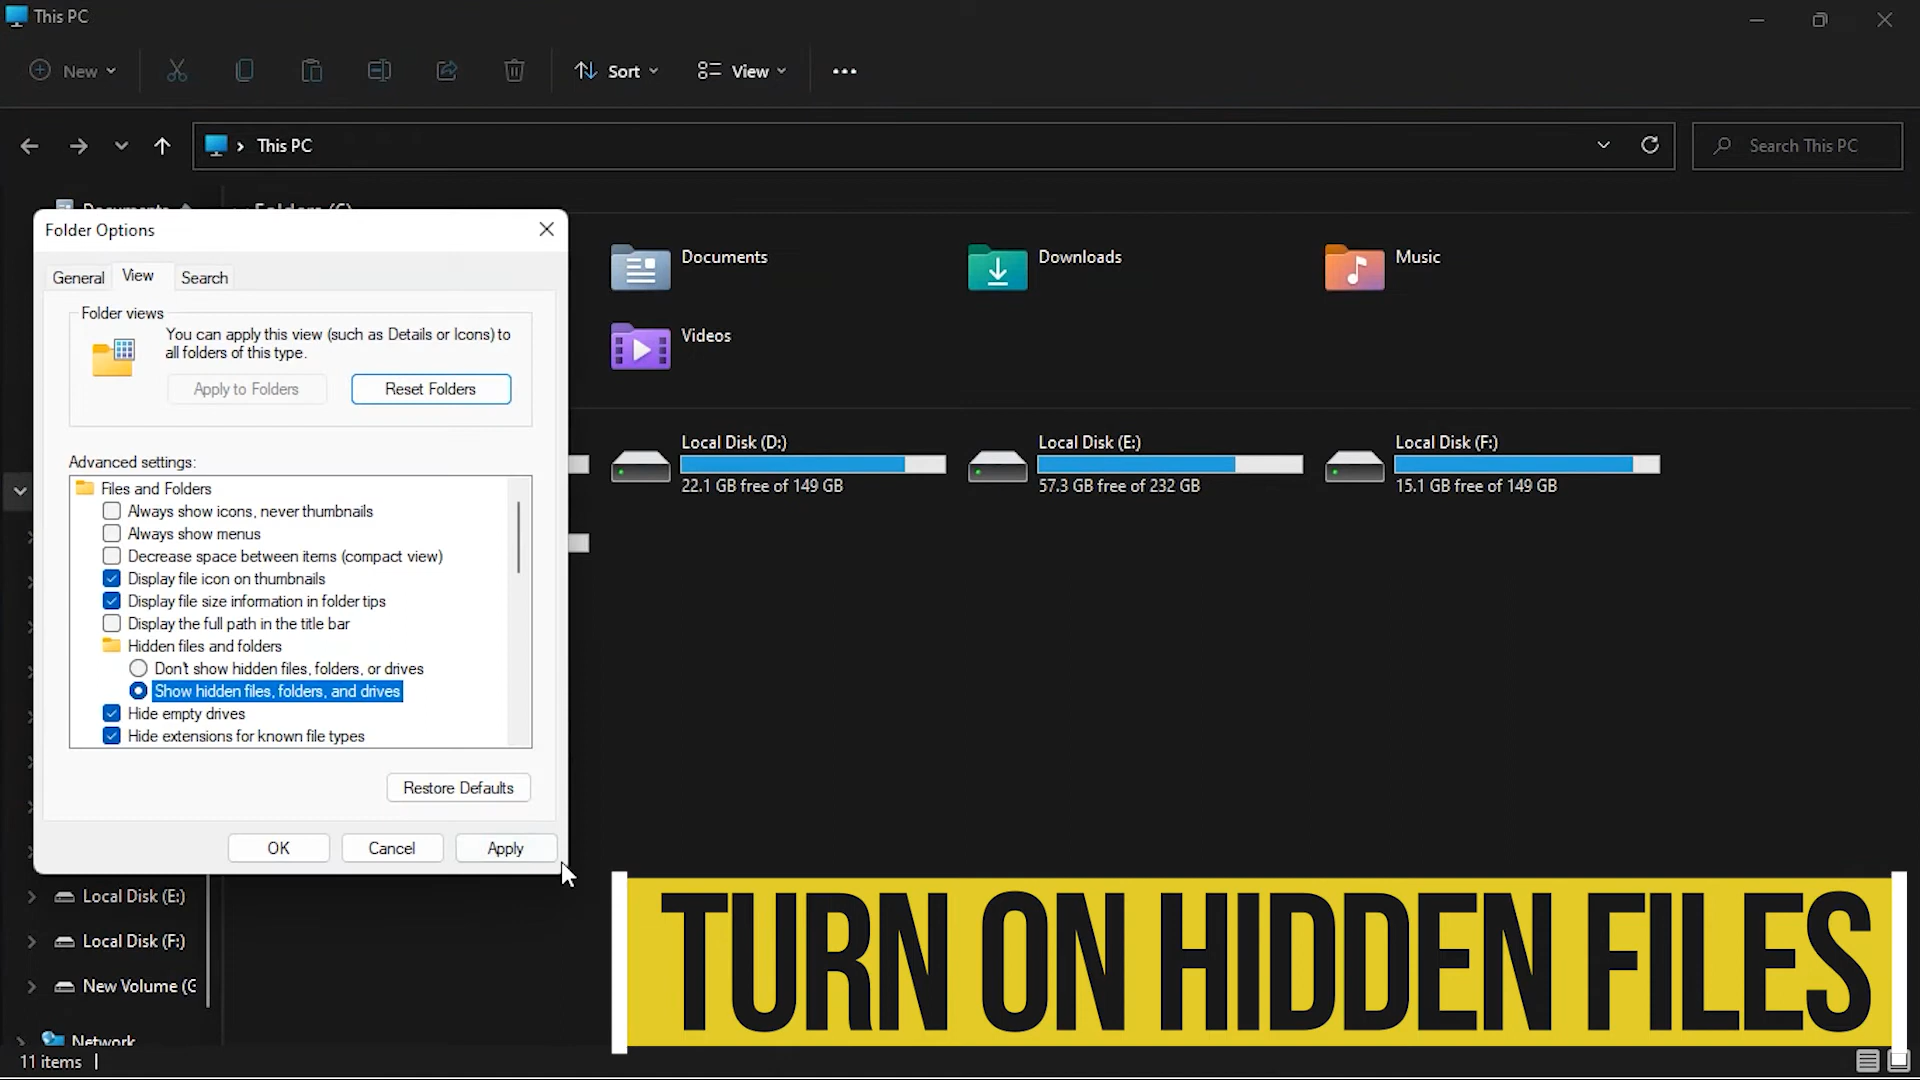 This PC
New
Sort
View
This PC
Search This PC
Documents
Folder Options
General
View
Search
Folder views
You can apply this view (such as Details or Icons) to
all folders of this type.
Apply to Folders
Reset Folders
Advanced settings:
Files and Folders
Always show icons, never thumbnails
Always show menus
Decrease space between items (compact view)
Display file icon on thumbnails
Display file size information in folder tips
Display the full path in the title bar
Hidden files and folders
Don't show hidden files, folders, or drives
Show hidden files, folders, and drives
Hide empty drives
Hide extensions for known file types
Restore Defaults
OK
Cancel
Apply
Documents
Downloads
Music
Videos
Local Disk (D:)
22.1 GB free of 149 GB
Local Disk (E:)
57.3 GB free of 232 GB
Local Disk (F:)
15.1 GB free of 149 GB
Local Disk (E:)
Local Disk (F:)
New Volume (G
Network
11 items
TURN ON HIDDEN FILES